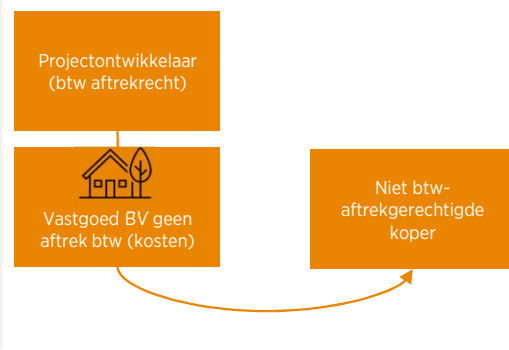 Projectontwikkelaar
(btw aftrekrecht)
Vastgoed BV geen
aftrek btw (kosten)
Niet btw-
aftrekgerechtigde
koper